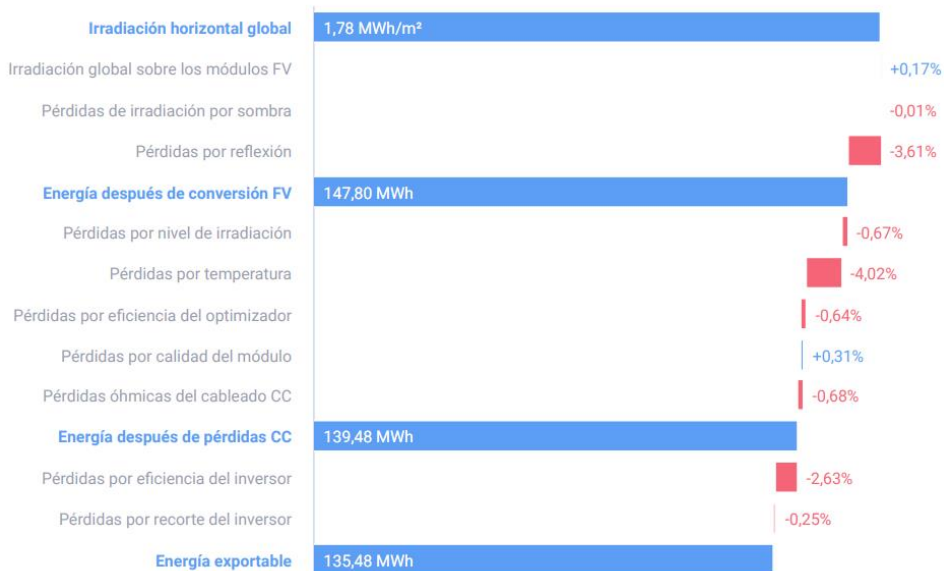 Irradiación horizontal global 1,78 MWh/m²
Irradiación global sobre los módulos FV +0,17%
Pérdidas de irradiación por sombra -0,01%
Pérdidas por reflexión -3,61%
Energía después de conversión FV 147,80 MWh
Pérdidas por nivel de irradiación -0,67%
Pérdidas por temperatura -4,02%
Pérdidas por eficiencia del optimizador -0,64%
Pérdidas por calidad del módulo +0,31%
Pérdidas óhmicas del cableado CC -0,68%
Energía después de pérdidas CC 139,48 MWh
Pérdidas por eficiencia del inversor -2,63%
Pérdidas por recorte del inversor -0,25%
Energía exportable 135,48 MWh